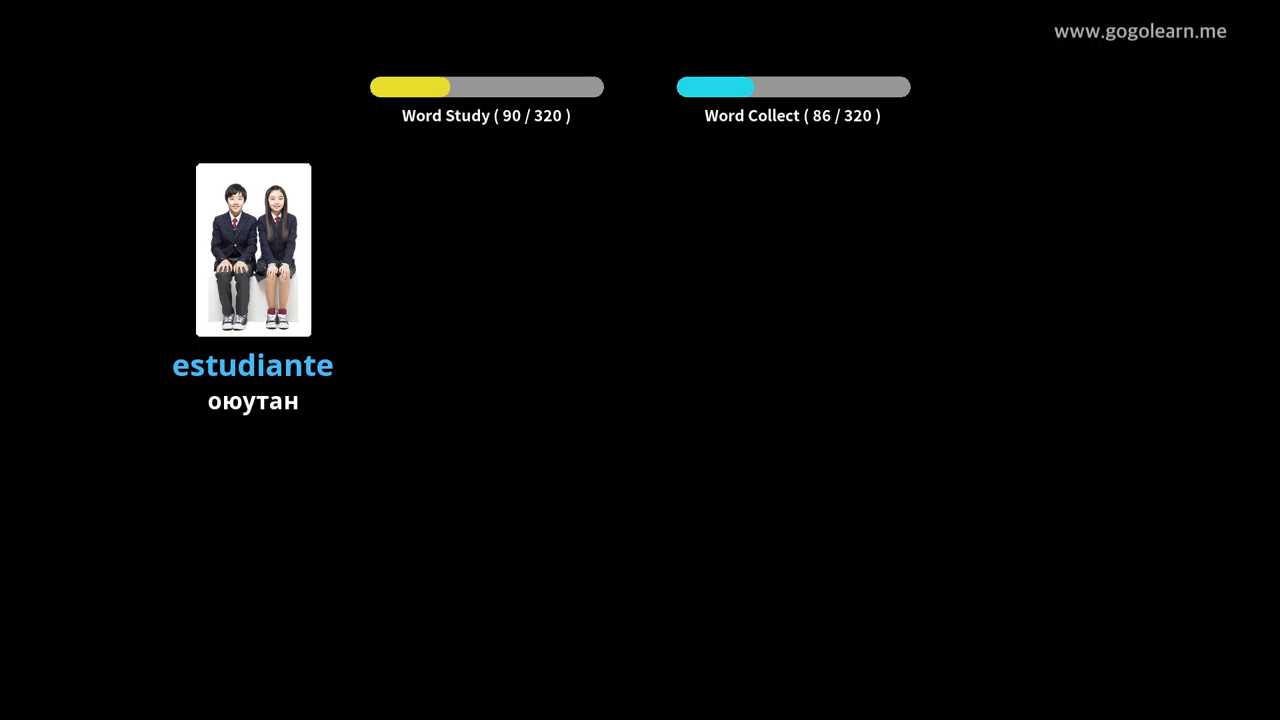 www.gogolearn.me
Word Study ( 90 / 320 )
Word Collect ( 86 / 320 )
estudiante
оюутан